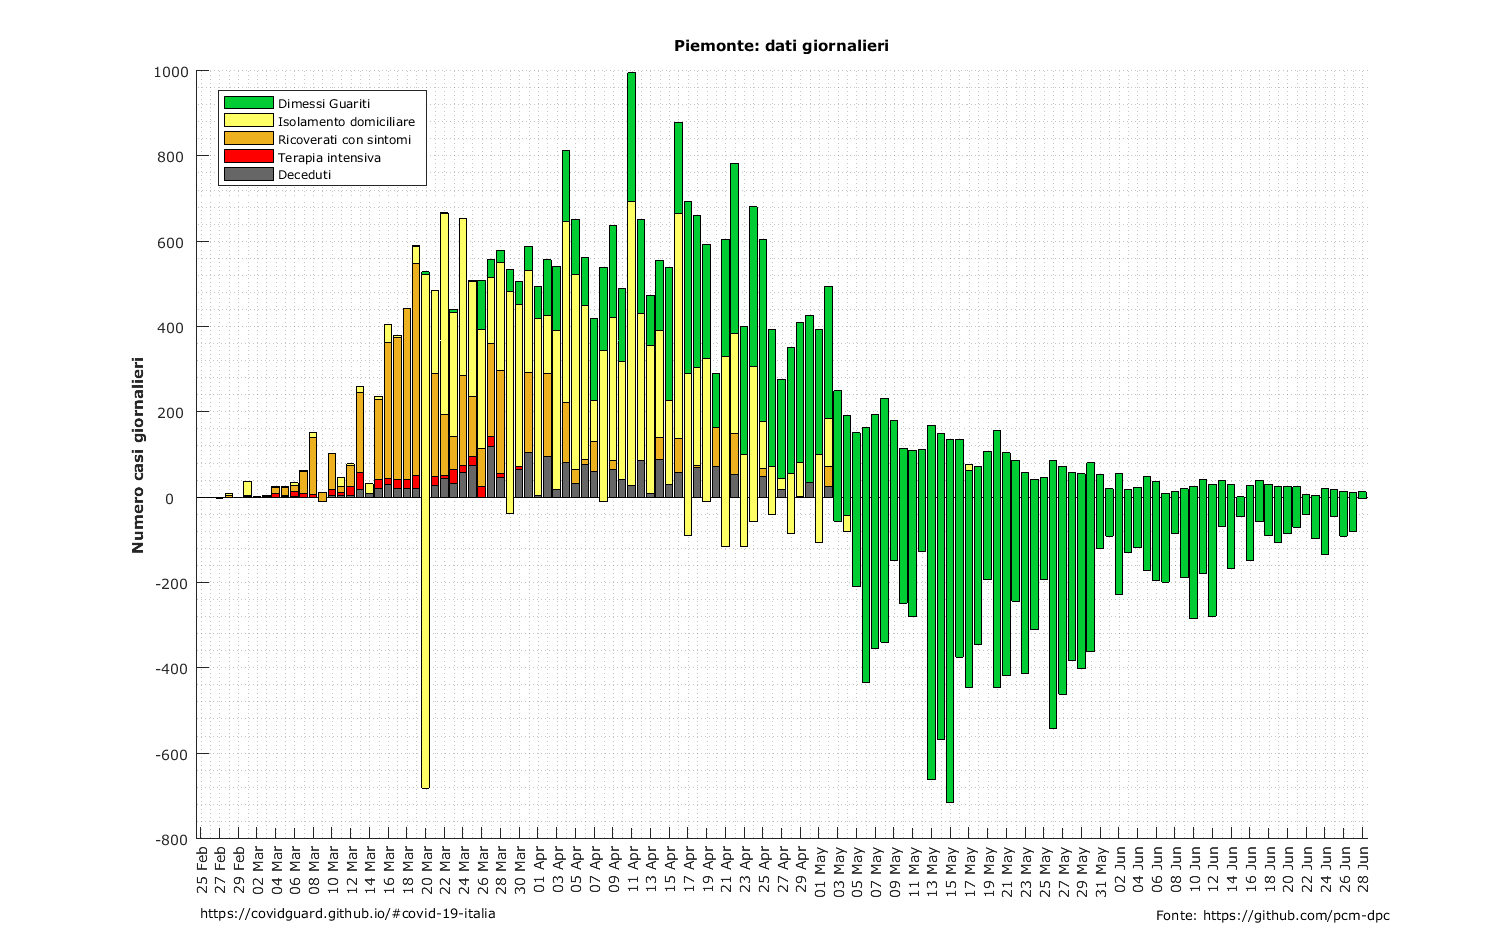 Piemonte: dati giornalieri
Dimessi Guariti
Isolamento domiciliare
Ricoverati con sintomi
Terapia intensiva
Deceduti
Numero casi giornalieri
1000
800
600
400
200
0
-200
-400
-600
-800
25 Feb
27 Feb
29 Feb
02 Mar
04 Mar
06 Mar
08 Mar
10 Mar
12 Mar
14 Mar
16 Mar
18 Mar
20 Mar
22 Mar
24 Mar
26 Mar
28 Mar
30 Mar
01 Apr
03 Apr
05 Apr
07 Apr
09 Apr
11 Apr
13 Apr
15 Apr
17 Apr
19 Apr
21 Apr
23 Apr
25 Apr
27 Apr
29 Apr
01 May
03 May
05 May
07 May
09 May
11 May
13 May
15 May
17 May
19 May
21 May
23 May
25 May
27 May
29 May
31 May
02 Jun
04 Jun
06 Jun
08 Jun
10 Jun
12 Jun
14 Jun
16 Jun
18 Jun
20 Jun
22 Jun
24 Jun
26 Jun
28 Jun
https://covidguard.github.io/#covid-19-italia
Fonte: https://github.com/pcm-dpc